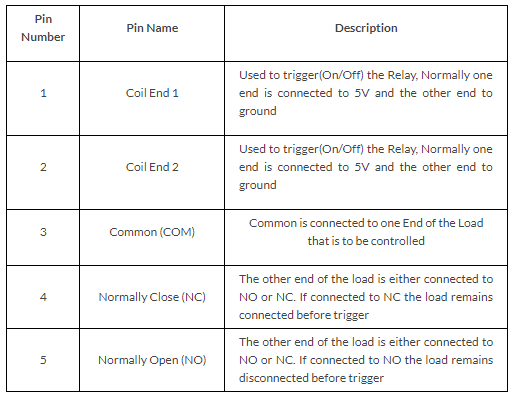 Pin
Number
Pin Name
Description
1
Coil End 1
Used to trigger(On/Off) the Relay, Normally one
end is connected to 5V and the other end to
ground
2
Coil End 2
Used to trigger(On/Off) the Relay, Normally one
end is connected to 5V and the other end to
ground
3
Common (COM)
Common is connected to one End of the Load
that is to be controlled
4
Normally Close (NC)
The other end of the load is either connected to
NO or NC. If connected to NC the load remains
connected before trigger
5
Normally Open (NO)
The other end of the load is either connected to
NO or NC. If connected to NO the load remains
disconnected before trigger